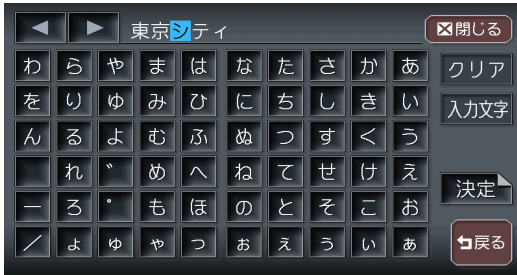 ◀ ▶ 東京シティ ☒閉じる
わ ら や ま は な た さ か あ クリア
を り ゆ み ひ に ち し き い 入力文字
ん る よ む ふ ぬ つ す く う
れ ゛ め へ ね て せ け え
ー ろ ゜ も ほ の と そ こ お 決定
／ ょ ゅ ゃ っ ぉ ぇ ぅ ぃ ぁ 戻る